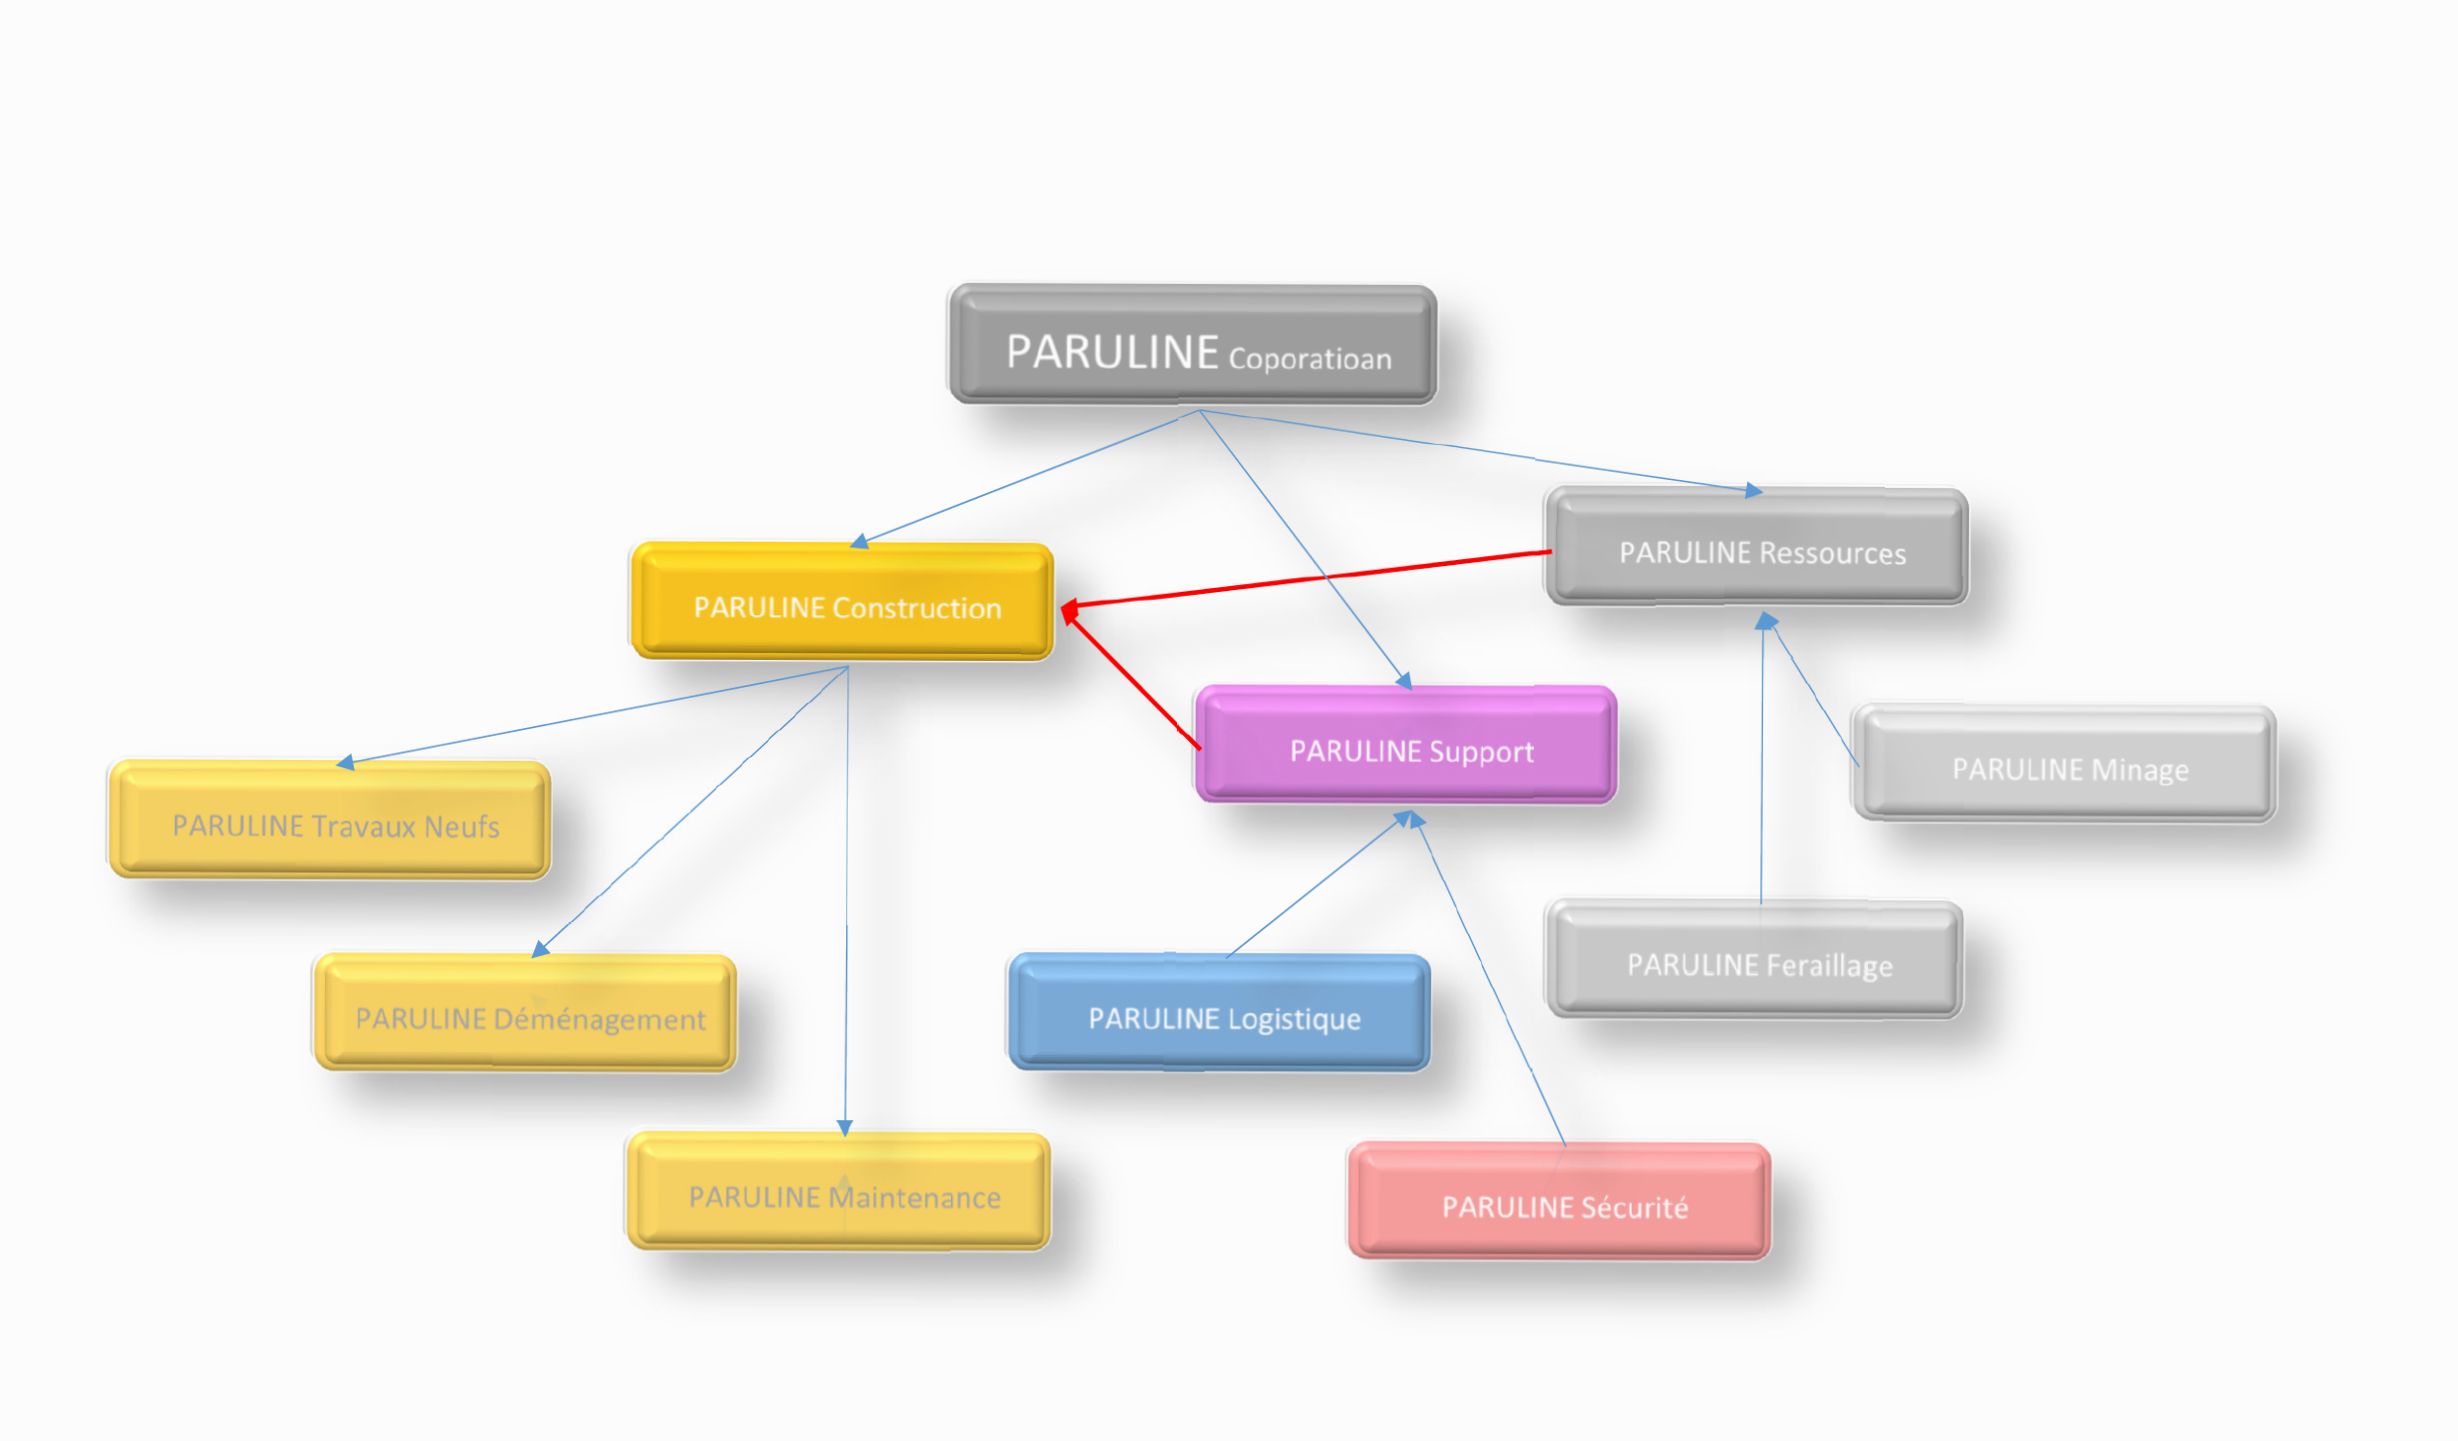 PARULINE Coporatioan
PARULINE Ressources
PARULINE Construction
PARULINE Support
PARULINE Minage
PARULINE Travaux Neufs
PARULINE Feraillage
PARULINE Déménagement
PARULINE Logistique
PARULINE Maintenance
PARULINE Sécurité